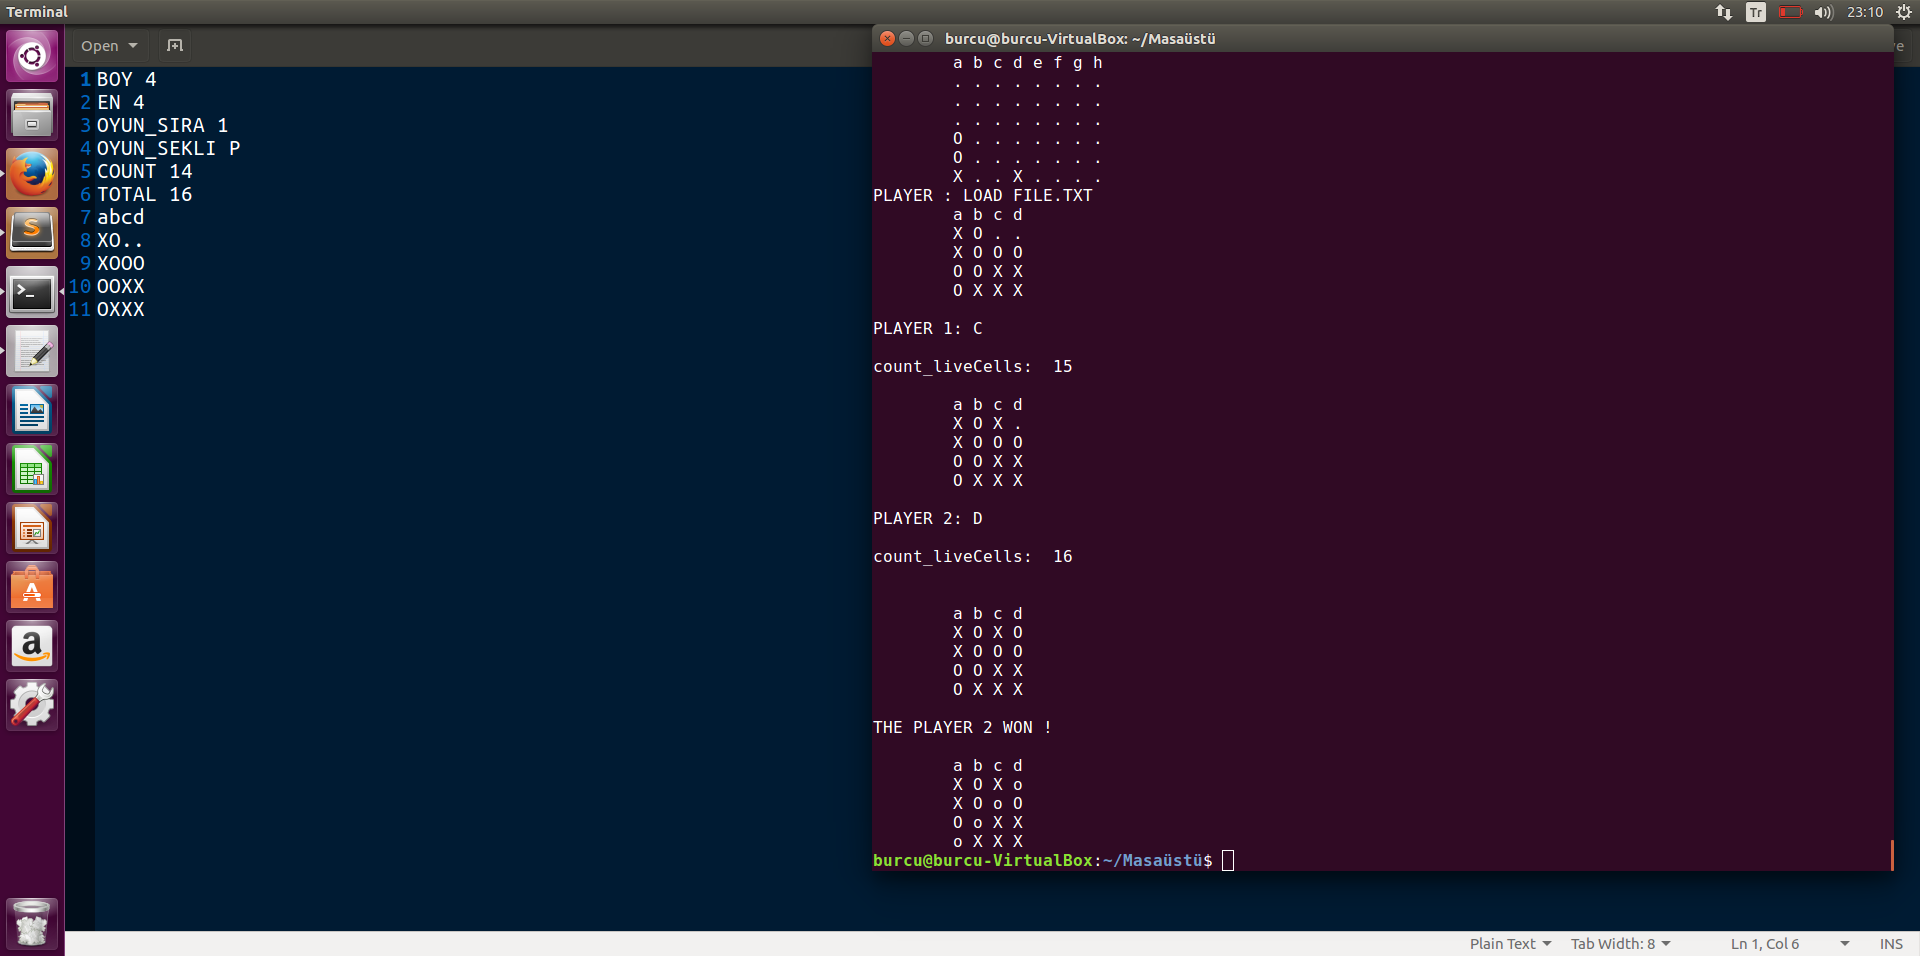 Terminal
Tr
23:10
Open
1 BOY 4
2 EN 4
3 OYUN_SIRA 1
4 OYUN_SEKLI P
5 COUNT 14
6 TOTAL 16
7 abcd
8 XO..
9 XOOO
10 OOXX
11 OXXX
burcu@burcu-VirtualBox: ~/Masaüstü
a b c d e f g h
. . . . . . . .
. . . . . . . .
. . . . . . . .
O . . . . . . .
O . . . . . . .
X . . X . . . .
PLAYER : LOAD FILE.TXT
a b c d
X O . .
X O O O
O O X X
O X X X
PLAYER 1: C
count_liveCells:  15
a b c d
X O X .
X O O O
O O X X
O X X X
PLAYER 2: D
count_liveCells:  16
a b c d
X O X O
X O O O
O O X X
O X X X
THE PLAYER 2 WON !
a b c d
X O X o
X O o O
O o X X
o X X X
burcu@burcu-VirtualBox:~/Masaüstü$
Plain Text
Tab Width: 8
Ln 1, Col 6
INS